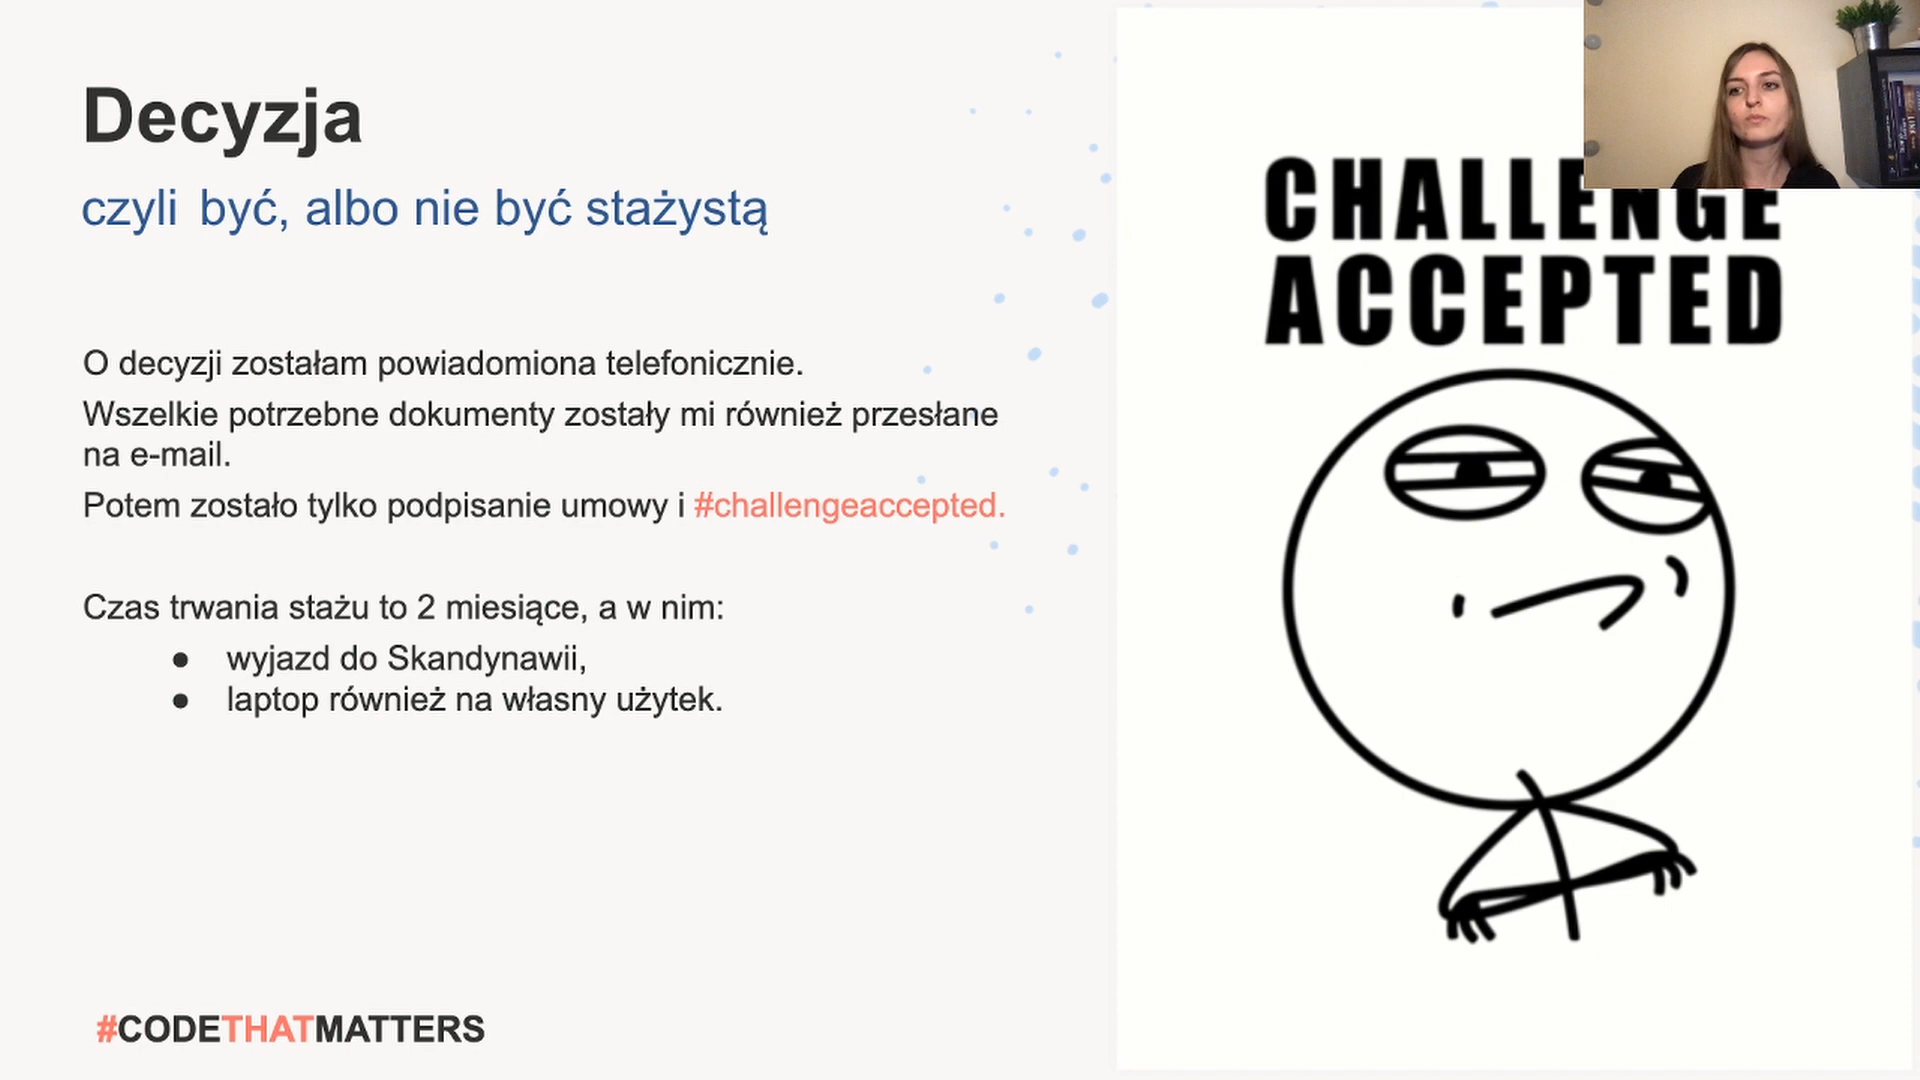 Decyzja
czyli być, albo nie być stażystą
O decyzji zostałam powiadomiona telefonicznie.
Wszelkie potrzebne dokumenty zostały mi również przesłane
na e-mail.
Potem zostało tylko podpisanie umowy i #challengeaccepted.
Czas trwania stażu to 2 miesiące, a w nim:
● wyjazd do Skandynawii,
● laptop również na własny użytek.
#CODETHATMATTERS
CHALLENGE
ACCEPTED